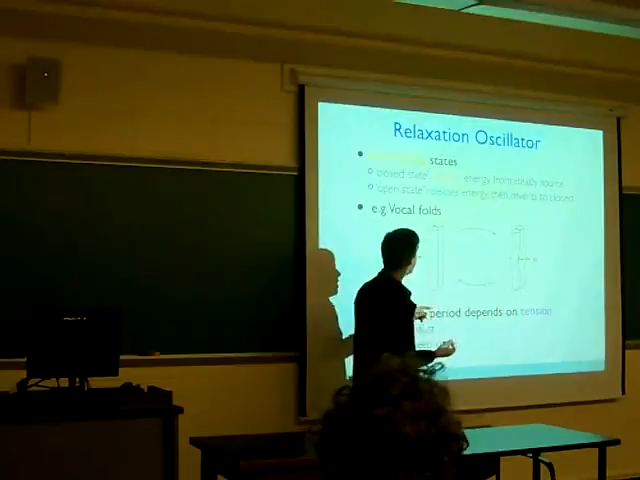 Relaxation Oscillator
states
"closed state" energy from steady source
"open state" releases energy, then reverts to closed
e.g. Vocal folds
period depends on tension